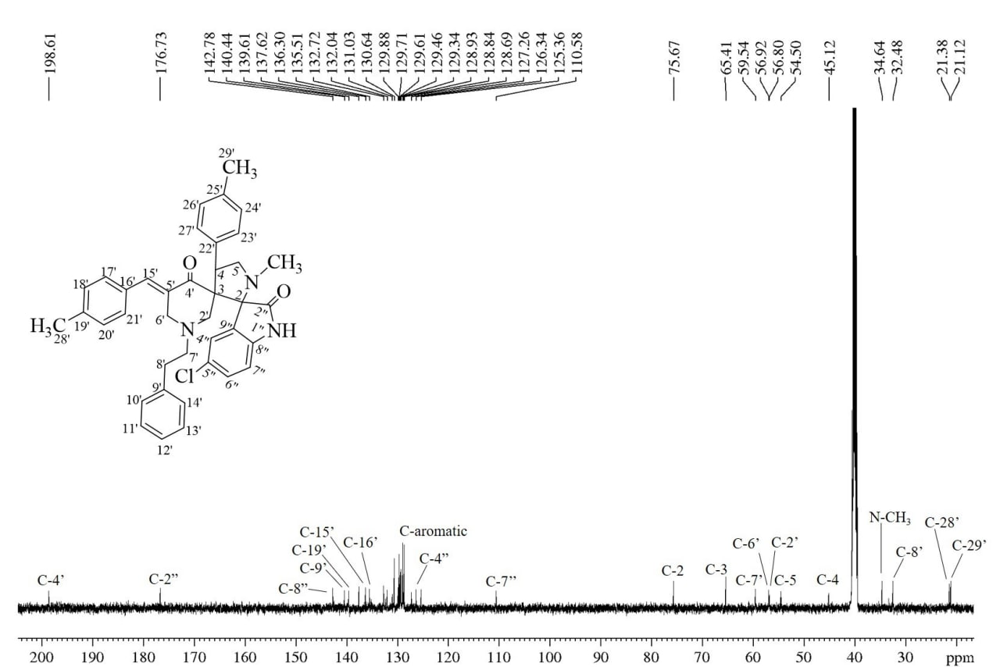 198.61
176.73
142.78
140.44
139.61
137.62
136.30
135.51
132.72
132.04
131.03
130.64
129.88
129.71
129.61
129.46
129.34
128.93
128.84
128.69
127.26
126.34
125.36
110.58
75.67
65.41
59.54
56.92
56.80
54.50
45.12
34.64
32.48
21.38
21.12
29'
CH3
25'
26'
24'
27'
23'
22'
O
CH3
5
N
4
17'
15'
18'
16'
5'
4'
3
2
O
2"
H3C
19'
28'
20'
21'
6'
2'
N
9"
1"
NH
4"
8"
8'
7'
Cl
5"
7"
6"
9'
10'
14'
11'
13'
12'
C-4’
C-2”
C-8”
C-9’
C-19’
C-15’
C-16’
C-aromatic
C-4”
C-7”
C-2
C-3
C-6’
C-7’
C-2’
C-5
C-4
N-CH3
C-8’
C-28’
C-29’
200 190 180 170 160 150 140 130 120 110 100 90 80 70 60 50 40 30 ppm